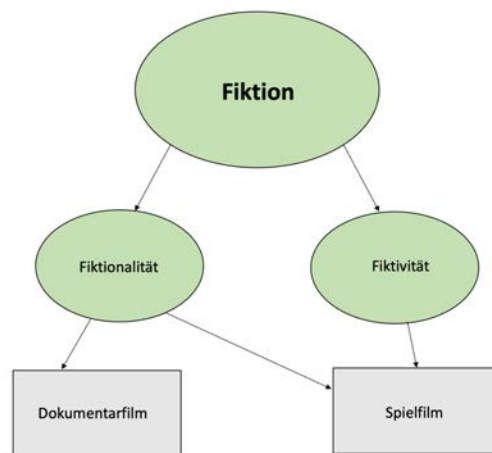 Fiktion
Fiktionalität
Fiktivität
Dokumentarfilm
Spielfilm